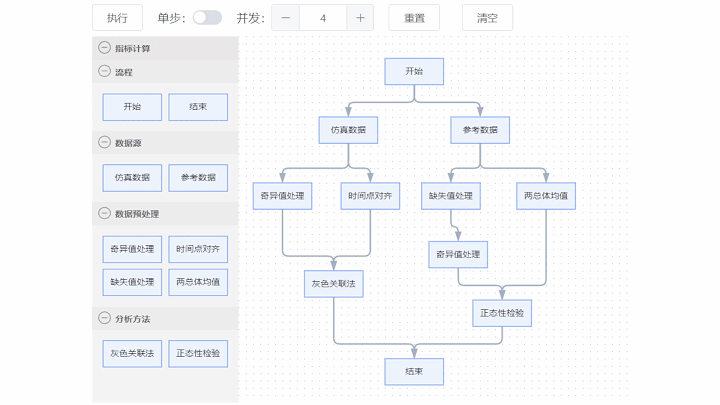 执行 单步： 并发： — 4 + 重置 清空
指标计算
流程
开始 结束
数据源
仿真数据 参考数据
数据预处理
奇异值处理 时间点对齐
缺失值处理 两总体均值
分析方法
灰色关联法 正态性检验
开始
仿真数据 参考数据
奇异值处理 时间点对齐 缺失值处理 两总体均值
奇异值处理
灰色关联法
正态性检验
结束